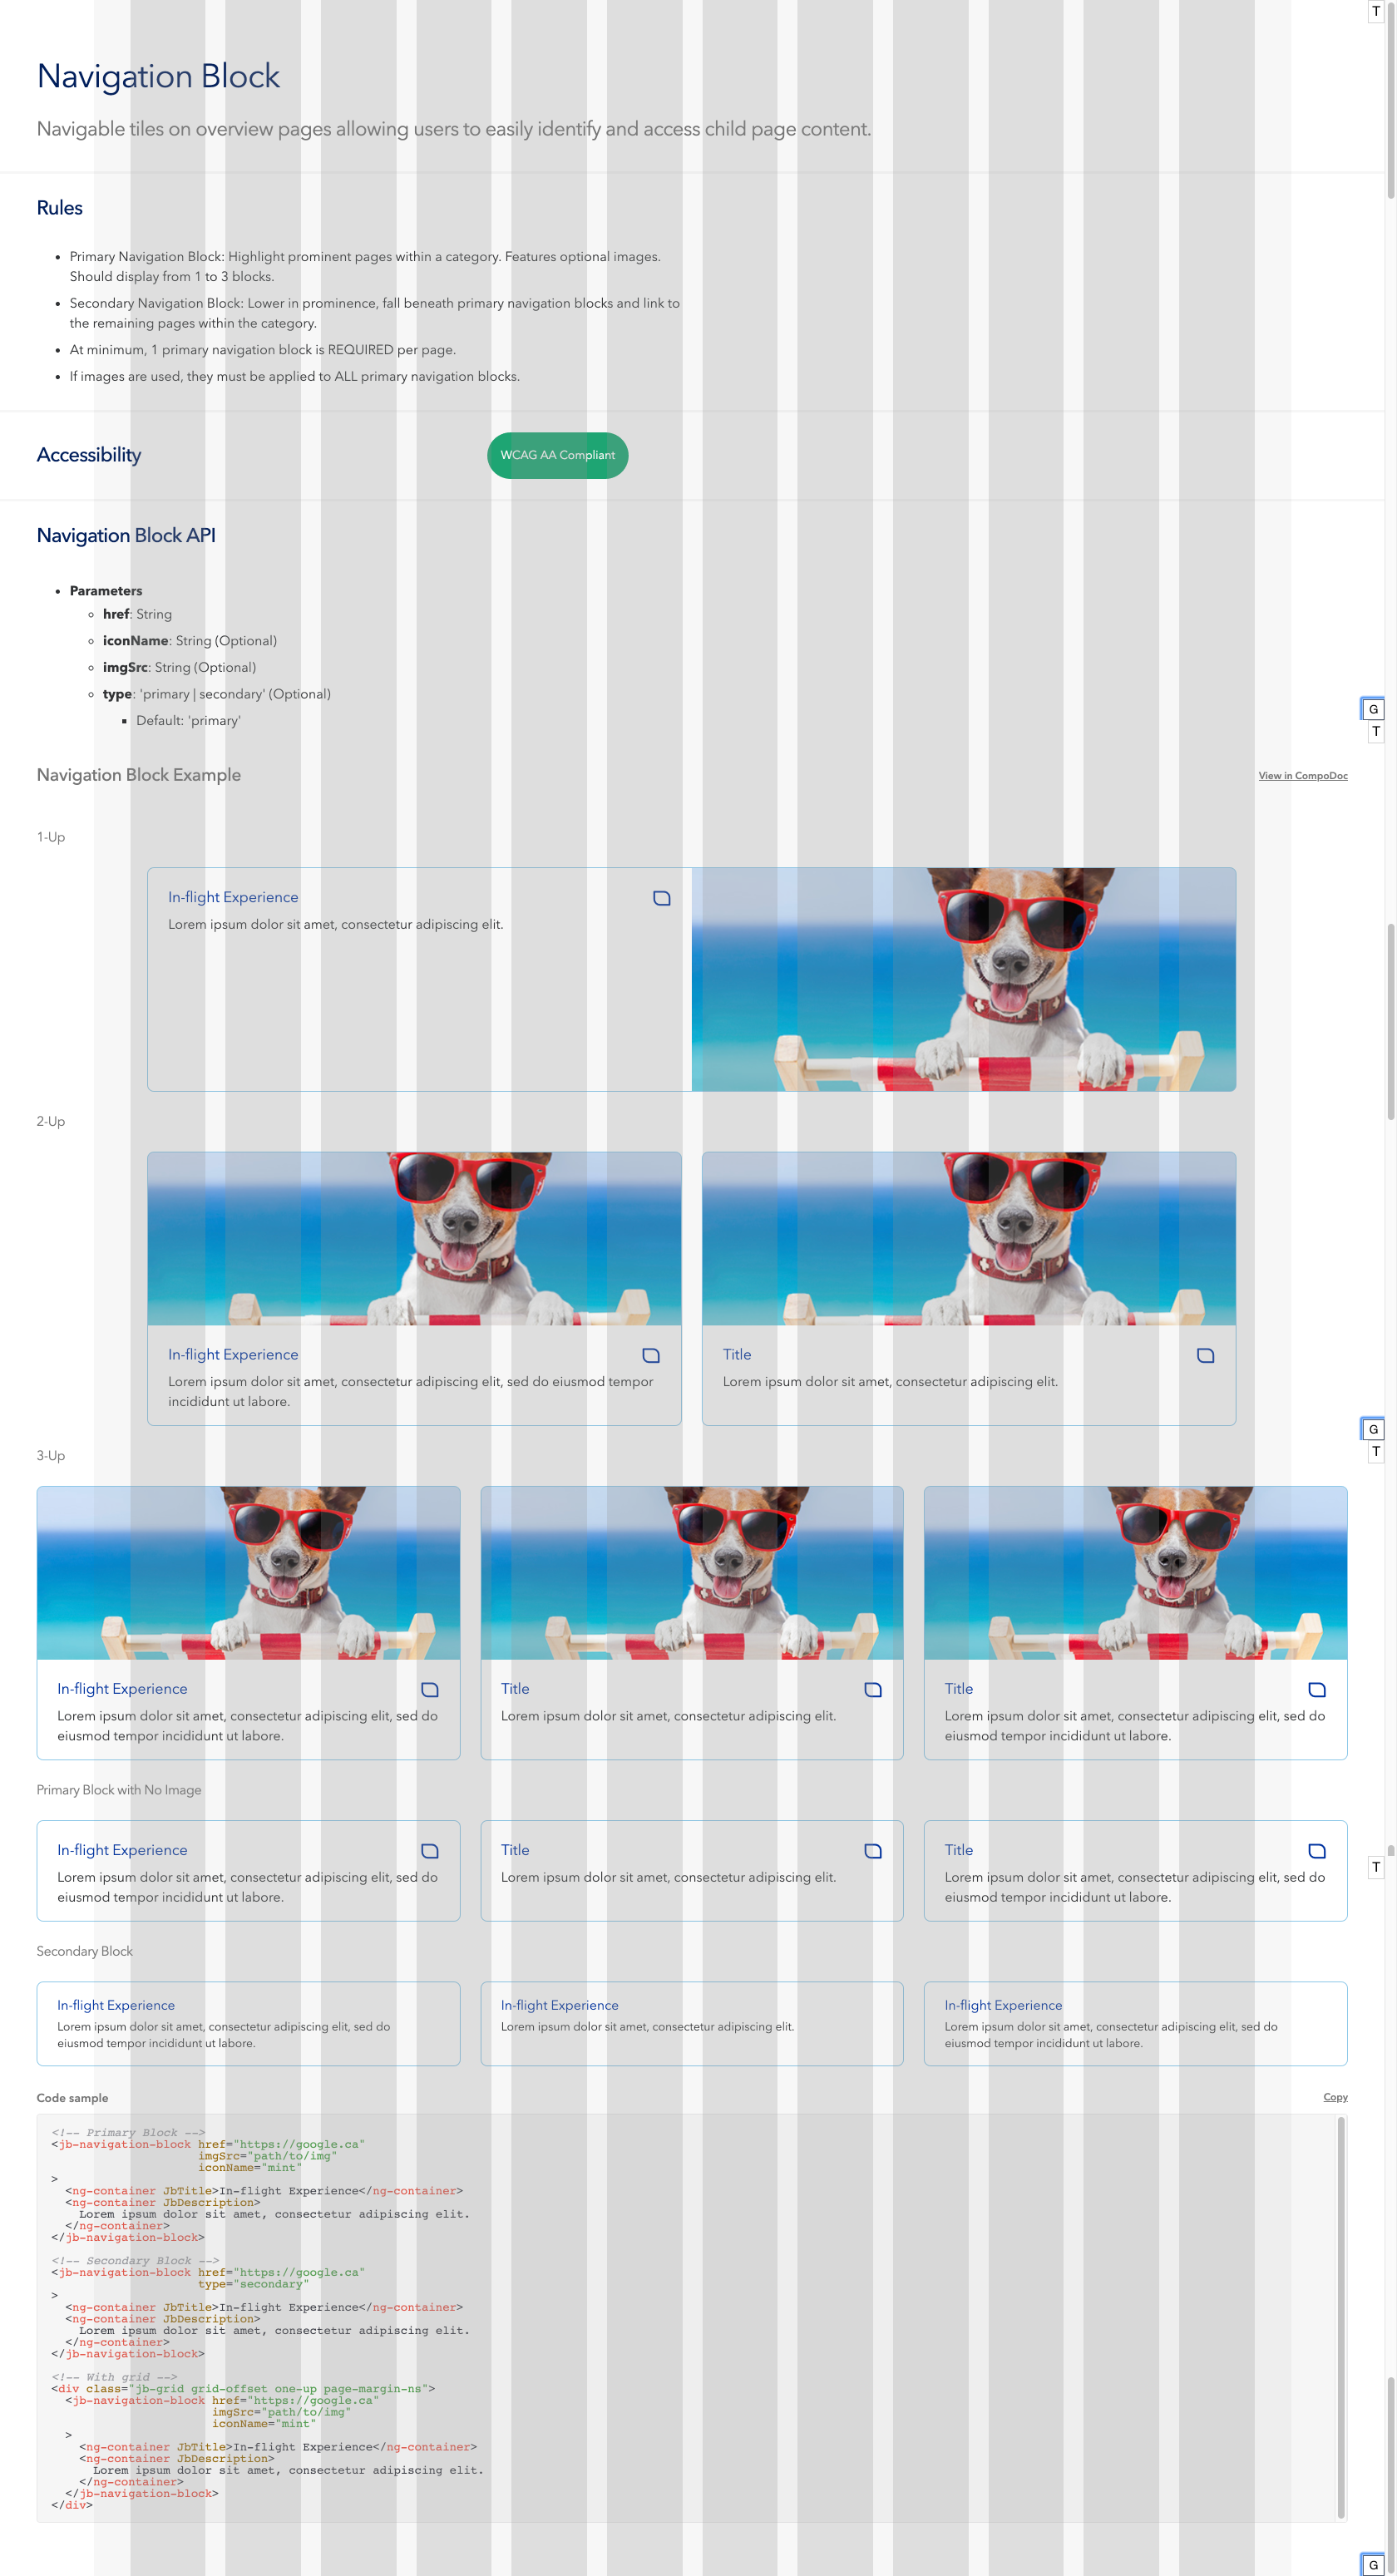 T
Navigation Block
Navigable tiles on overview pages allowing users to easily identify and access child page content.
Rules
• Primary Navigation Block: Highlight prominent pages within a category. Features optional images.
Should display from 1 to 3 blocks.
• Secondary Navigation Block: Lower in prominence, fall beneath primary navigation blocks and link to
the remaining pages within the category.
• At minimum, 1 primary navigation block is REQUIRED per page.
• If images are used, they must be applied to ALL primary navigation blocks.
Accessibility
WCAG AA Compliant
Navigation Block API
• Parameters
◦ href: String
◦ iconName: String (Optional)
◦ imgSrc: String (Optional)
◦ type: 'primary | secondary' (Optional)
▪ Default: 'primary'
G
T
Navigation Block Example
View in CompoDoc
1-Up
In-flight Experience
Lorem ipsum dolor sit amet, consectetur adipiscing elit.
2-Up
In-flight Experience
Lorem ipsum dolor sit amet, consectetur adipiscing elit, sed do eiusmod tempor
incididunt ut labore.
Title
Lorem ipsum dolor sit amet, consectetur adipiscing elit.
G
T
3-Up
In-flight Experience
Lorem ipsum dolor sit amet, consectetur adipiscing elit, sed do
eiusmod tempor incididunt ut labore.
Title
Lorem ipsum dolor sit amet, consectetur adipiscing elit.
Title
Lorem ipsum dolor sit amet, consectetur adipiscing elit, sed do
eiusmod tempor incididunt ut labore.
Primary Block with No Image
In-flight Experience
Lorem ipsum dolor sit amet, consectetur adipiscing elit, sed do
eiusmod tempor incididunt ut labore.
Title
Lorem ipsum dolor sit amet, consectetur adipiscing elit.
Title
Lorem ipsum dolor sit amet, consectetur adipiscing elit, sed do
eiusmod tempor incididunt ut labore.
T
Secondary Block
In-flight Experience
Lorem ipsum dolor sit amet, consectetur adipiscing elit, sed do
eiusmod tempor incididunt ut labore.
In-flight Experience
Lorem ipsum dolor sit amet, consectetur adipiscing elit.
In-flight Experience
Lorem ipsum dolor sit amet, consectetur adipiscing elit, sed do
eiusmod tempor incididunt ut labore.
Code sample
Copy
<!-- Primary Block -->
<jb-navigation-block href="https://google.ca"
imgSrc="path/to/img"
iconName="mint"
>
<ng-container JbTitle>In-flight Experience</ng-container>
<ng-container JbDescription>
Lorem ipsum dolor sit amet, consectetur adipiscing elit.
</ng-container>
</jb-navigation-block>
<!-- Secondary Block -->
<jb-navigation-block href="https://google.ca"
type="secondary"
>
<ng-container JbTitle>In-flight Experience</ng-container>
<ng-container JbDescription>
Lorem ipsum dolor sit amet, consectetur adipiscing elit.
</ng-container>
</jb-navigation-block>
<!-- With grid -->
<div class="jb-grid grid-offset one-up page-margin-ns">
<jb-navigation-block href="https://google.ca"
imgSrc="path/to/img"
iconName="mint"
>
<ng-container JbTitle>In-flight Experience</ng-container>
<ng-container JbDescription>
Lorem ipsum dolor sit amet, consectetur adipiscing elit.
</ng-container>
</jb-navigation-block>
</div>
G